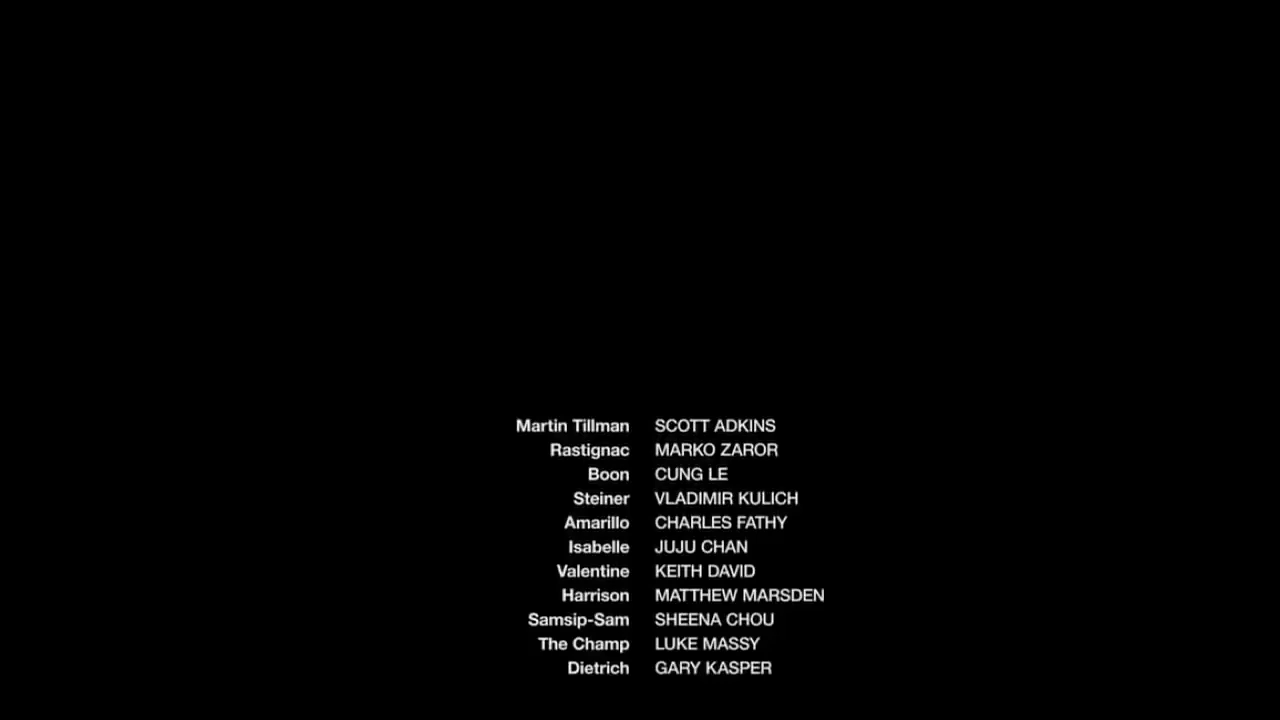 Martin Tillman SCOTT ADKINS
Rastignac MARKO ZAROR
Boon CUNG LE
Steiner VLADIMIR KULICH
Amarillo CHARLES FATHY
Isabelle JUJU CHAN
Valentine KEITH DAVID
Harrison MATTHEW MARSDEN
Samsip-Sam SHEENA CHOU
The Champ LUKE MASSY
Dietrich GARY KASPER